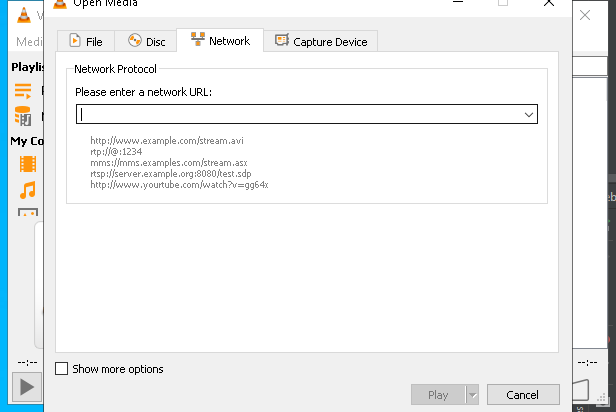 Open Media
Medi
File
Disc
Network
Capture Device
Playlis
Network Protocol
Please enter a network URL:
http://www.example.com/stream.avi
rtp://@:1234
mms://mms.examples.com/stream.asx
rtsp://server.example.org:8080/test.sdp
http://www.yourtube.com/watch?v=gg64x
My Co
--:--
--:--
Show more options
Play
Cancel